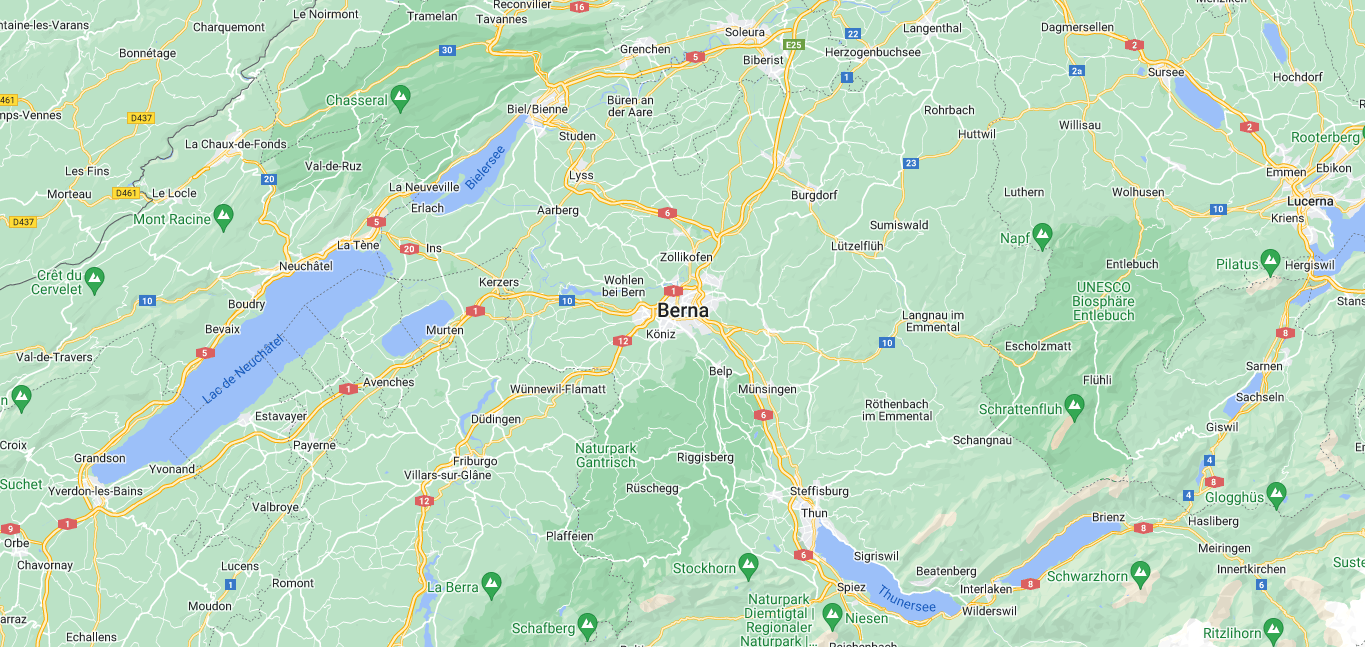 Le Noirmont
Tramelan
Reconvilier
Tavannes
16
ntaine-les-Varans
Charquemont
Soleura
22
Langenthal
Dagmersellen
Menziken
Bonnétage
30
Grenchen
5
E25
Herzogenbuchsee
2
Biberist
1
2a
Sursee
Hochdorf
461
Chasseral
Biel/Bienne
Büren an
der Aare
Rohrbach
mps-Vennes
D437
Studen
Huttwil
Willisau
2
Rooterberg
La Chaux-de-Fonds
Val-de-Ruz
Bielersee
Lyss
23
Les Fins
20
La Neuveville
Emmen
Ebikon
Morteau
D461
Le Locle
Erlach
Aarberg
Burgdorf
Luthern
Wolhusen
Lucerna
D437
Mont Racine
5
6
Sumiswald
10
Kriens
La Tène
20
Ins
Zollikofen
Lützelflüh
Napf
Entlebuch
Pilatus
Hergiswil
Neuchâtel
Crêt du
Cervelet
Kerzers
Wohlen
bei Bern
1
UNESCO
Biosphäre
Entlebuch
Stans
10
Boudry
10
1
Berna
Langnau im
Emmental
Bevaix
Murten
12
Köniz
10
Escholzmatt
8
Val-de-Travers
5
Lac de Neuchâtel
Belp
Sarnen
1
Avenches
Wünnewil-Flamatt
Münsingen
Flühli
Sachseln
n
Estavayer
Düdingen
6
Röthenbach
im Emmental
Schrattenfluh
Giswil
Croix
Payerne
Schangnau
Grandson
Yvonand
Friburgo
Naturpark
Gantrisch
Riggisberg
4
Suchet
Villars-sur-Glâne
8
Yverdon-les-Bains
Rüschegg
Steffisburg
4
Glogghüs
Valbroye
12
Thun
Brienz
Hasliberg
9
1
Orbe
Plaffeien
6
Sigriswil
8
Meiringen
Chavornay
Lucens
Stockhorn
Beatenberg
Innertkirchen
Suste
1
Romont
La Berra
Spiez
Interlaken
8
Schwarzhorn
6
Moudon
Naturpark
Diemtigtal |
Regionaler
Naturpark |...
Thunersee
Wilderswil
arraz
Niesen
Echallens
Schafberg
Ritzlihorn